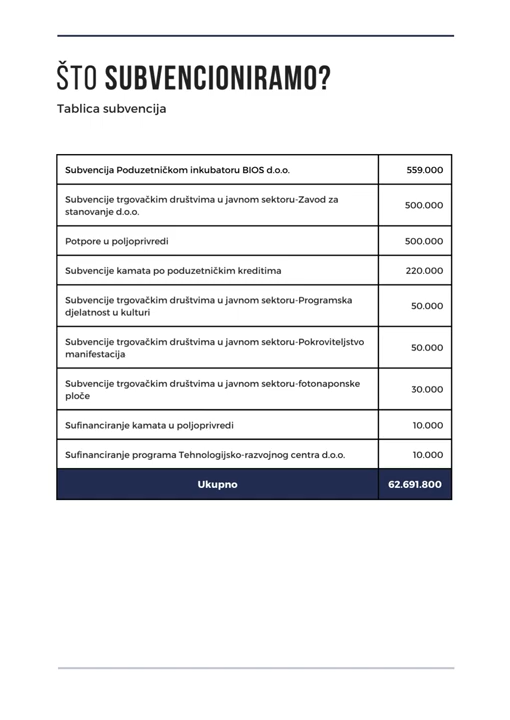 ŠTO SUBVENCIONIRAMO?
Tablica subvencija
Subvencija Poduzetničkom inkubatoru BIOS d.o.o. 559.000
Subvencije trgovačkim društvima u javnom sektoru-Zavod za
stanovanje d.o.o. 500.000
Potpore u poljoprivredi 500.000
Subvencije kamata po poduzetničkim kreditima 220.000
Subvencije trgovačkim društvima u javnom sektoru-Programska
djelatnost u kulturi 50.000
Subvencije trgovačkim društvima u javnom sektoru-Pokroviteljstvo
manifestacija 50.000
Subvencije trgovačkim društvima u javnom sektoru-fotonaponske
ploče 30.000
Sufinanciranje kamata u poljoprivredi 10.000
Sufinanciranje programa Tehnologijsko-razvojnog centra d.o.o. 10.000
Ukupno 62.691.800